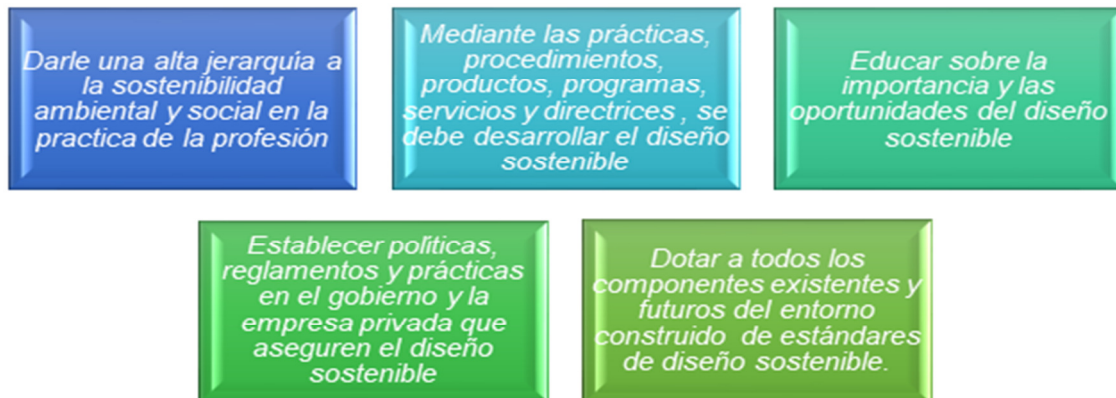 Darle una alta jerarquía a
la sostenibilidad
ambiental y social en la
practica de la profesión
Mediante las prácticas,
procedimientos,
productos, programas,
servicios y directrices , se
debe desarrollar el diseño
sostenible
Educar sobre la
importancia y las
oportunidades del diseño
sostenible
Establecer políticas,
reglamentos y prácticas
en el gobierno y la
empresa privada que
aseguren el diseño
sostenible
Dotar a todos los
componentes existentes y
futuros del entorno
construido de estándares
de diseño sostenible.